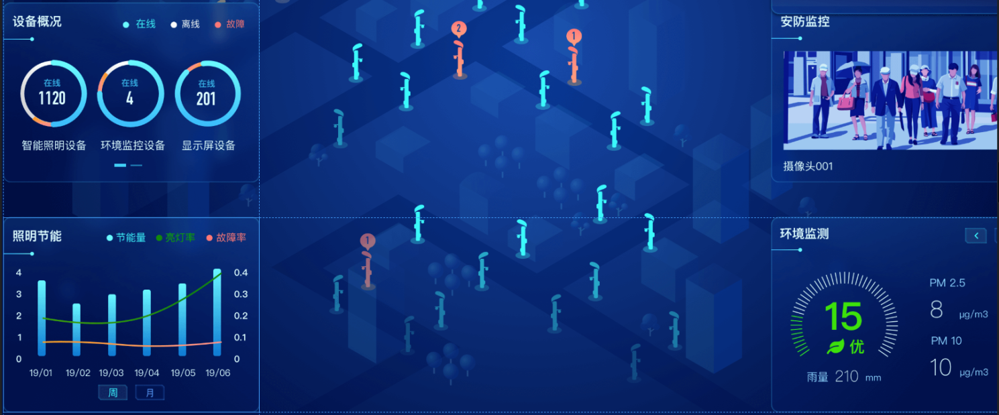 设备概况
在线 离线 故障
在线 在线 在线
1120 4 201
智能照明设备 环境监控设备 显示屏设备
2
1
安防监控
摄像头001
照明节能
节能量 亮灯率 故障率
4 0.4
3 0.3
2 0.2
1 0.1
0 0
19/01 19/02 19/03 19/04 19/05 19/06
周 月
1
环境监测
15
优
雨量 210 mm
PM 2.5
8 μg/m3
PM 10
10 μg/m3